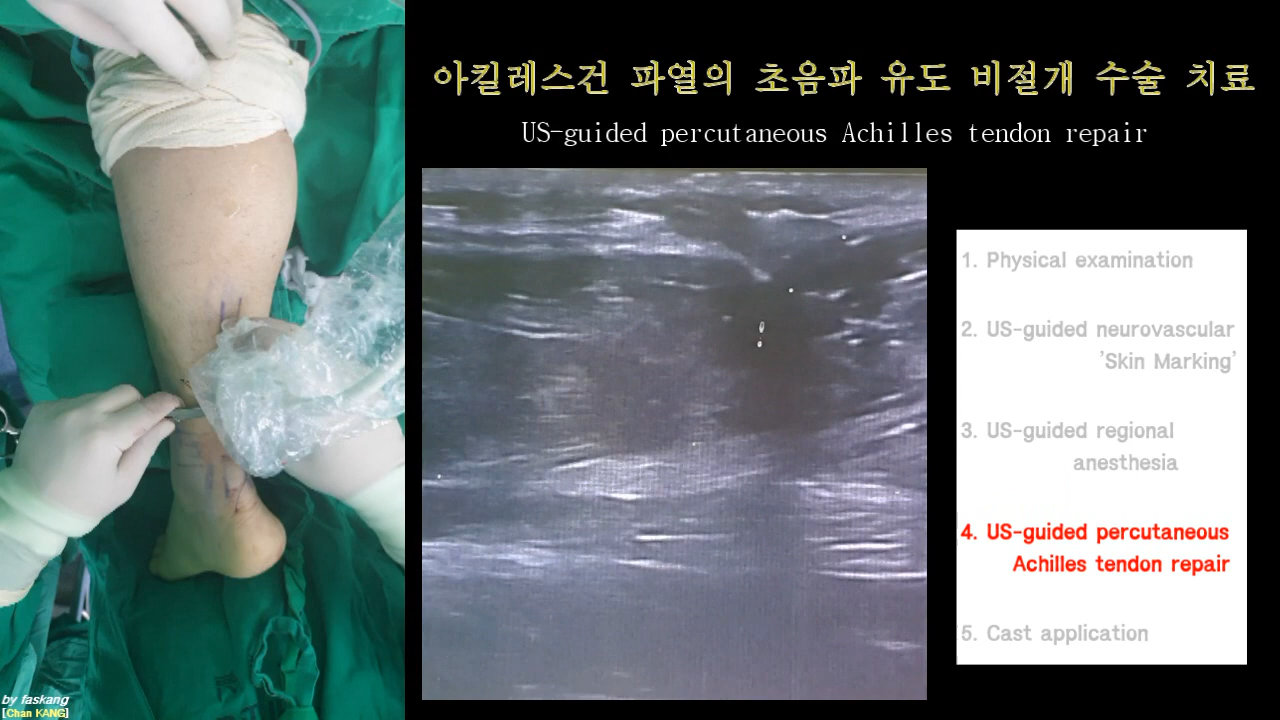 아킬레스건 파열의 초음파 유도 비절개 수술 치료
US-guided percutaneous Achilles tendon repair
1. Physical examination
2. US-guided neurovascular
'Skin Marking'
3. US-guided regional
anesthesia
4. US-guided percutaneous
Achilles tendon repair
5. Cast application
by faskang
[Chan KANG]